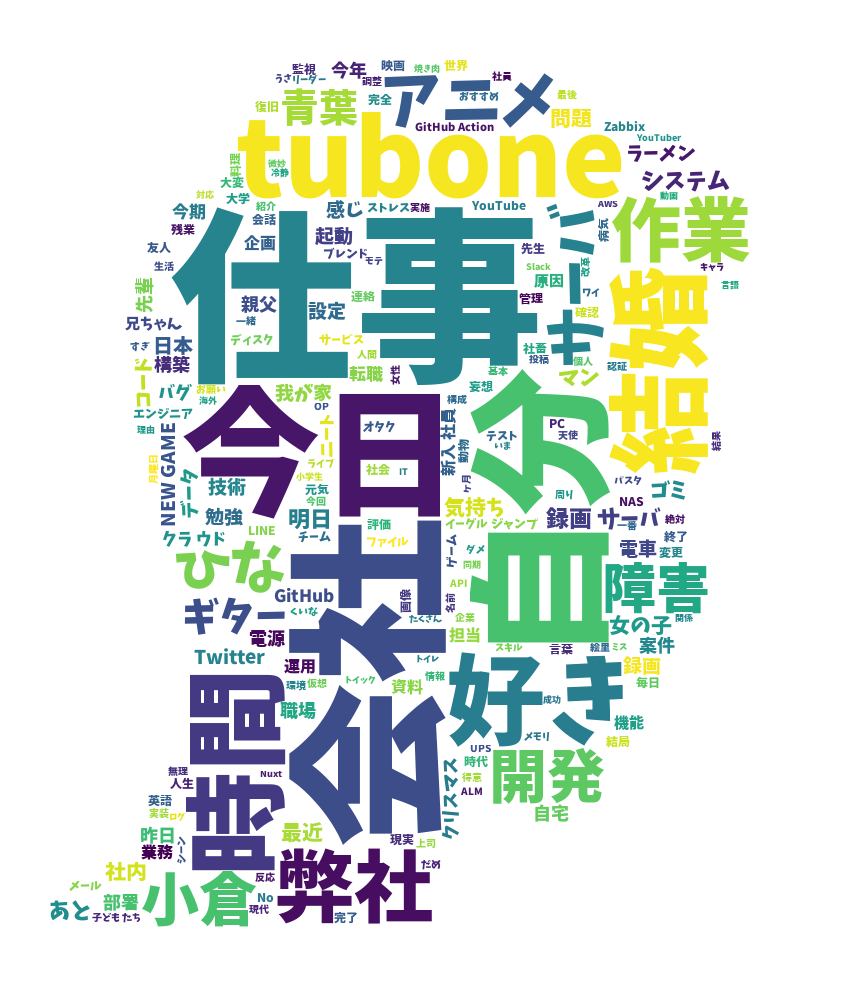 監視
今年
映画
焼き肉
世界
社員
うさ
リーダー
調整
アニメ
おすすめ
最後
復旧
青葉
完全
問題
GitHub Action
Zabbix
YouTuber
tubone
ラーメン
料理
微妙
冷静
大変
システム
対応
大学
動画
今期
紹介
感じ
ストレス
実施
YouTube
AWS
作業
残業
会話
仕事
サーバ
病気
友人
企画
起動
ブレンド
先生
モテ
生活
Slack
原因
改革
キャラ
ワイ
言語
先輩
親父
連絡
管理
結婚
設定
確認
兄ちゃん
一緒
日本
すぎ
ディスク
サービス
人間
社畜
投稿
個人
認証
構築
転職
女性
基本
マン
妄想
コード
バグ
お願い
海外
我が家
今日
構成
自分
OP
エンジニア
理由
NEW GAME
ニート
オタク
新入 社員
動物
テスト
いま
PC
天使
結果
月曜日
ライブ
社会
IT
小学生
データ
技術
元気
今回
ヶ月
周り
パスタ
NAS
ゴミ
勉強
明日
気持ち
録画 サーバ
一番
絶対
LINE
評価
イーグル ジャンプ
クラ ウド
チーム
ファイル
会社
ゲーム
ダメ
電車
変更
終了
ひな
同期
API
障害
GitHub
画像
名前
ギター
くいな
たくさん
企業
女の子
関係
電源
担当
案件
スキル
言葉
絵里
ミス
Twitter
運用
トイレ
録画
環境
仮想
トイック
情報
資料
毎日
時間
職場
好き
成功
機能
メモリ
結局
UPS
クリスマス
時代
無理
人生
Nuxt
得意
ALM
開発
英語
自宅
実装
ログ
昨日
最近
現実
上司
業務
シーン
社内
反応
弊社
だめ
メール
部署
小倉
No
あと
子ども たち
現代
完了